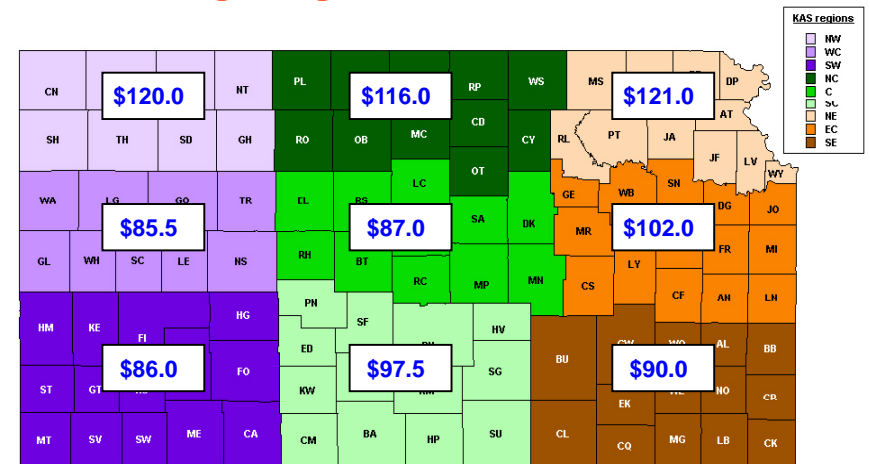 KAS regions
NW
WC
SW
NC
C
SC
NE
EC
SE
CN
NT
PL
RP
WS
MS
DP
$120.0
$116.0
$121.0
SH
TH
SD
GH
RO
OB
MC
CD
CY
RL
PT
JA
AT
JF
LV
WY
OT
WA
LG
GO
TR
EL
RS
LC
SA
DK
GE
WB
SN
DG
JO
$85.5
$87.0
$102.0
MR
FR
MI
GL
WH
SC
LE
NS
RH
BT
RC
MP
MN
CS
LY
CF
AN
LN
HM
KE
FI
HG
PN
SF
HV
ED
BU
AL
BB
$86.0
$97.5
$90.0
FO
SG
ST
GT
KW
EK
NO
CR
MT
SV
SW
ME
CA
CM
BA
HP
SU
CL
CQ
MG
LB
CK